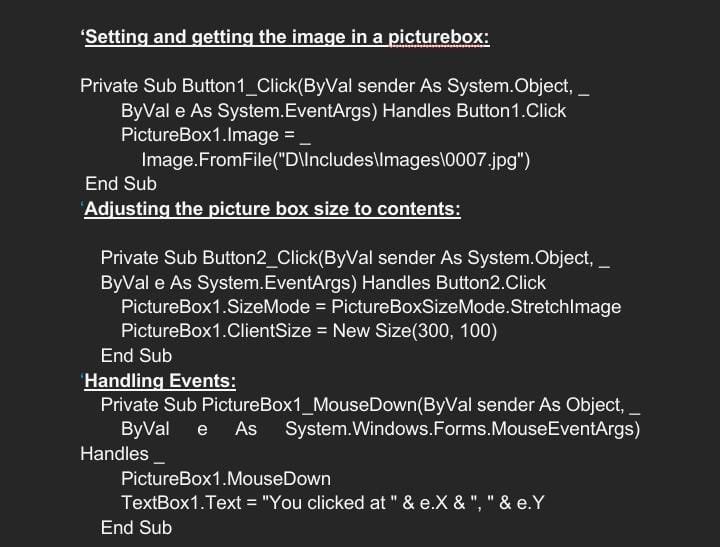 ‘Setting and getting the image in a picturebox:
Private Sub Button1_Click(ByVal sender As System.Object, _
ByVal e As System.EventArgs) Handles Button1.Click
PictureBox1.Image = _
Image.FromFile("D\Includes\Images\0007.jpg")
End Sub
‘Adjusting the picture box size to contents:
Private Sub Button2_Click(ByVal sender As System.Object, _
ByVal e As System.EventArgs) Handles Button2.Click
PictureBox1.SizeMode = PictureBoxSizeMode.StretchImage
PictureBox1.ClientSize = New Size(300, 100)
End Sub
‘Handling Events:
Private Sub PictureBox1_MouseDown(ByVal sender As Object, _
ByVal e As System.Windows.Forms.MouseEventArgs)
Handles _
PictureBox1.MouseDown
TextBox1.Text = "You clicked at " & e.X & ", " & e.Y
End Sub